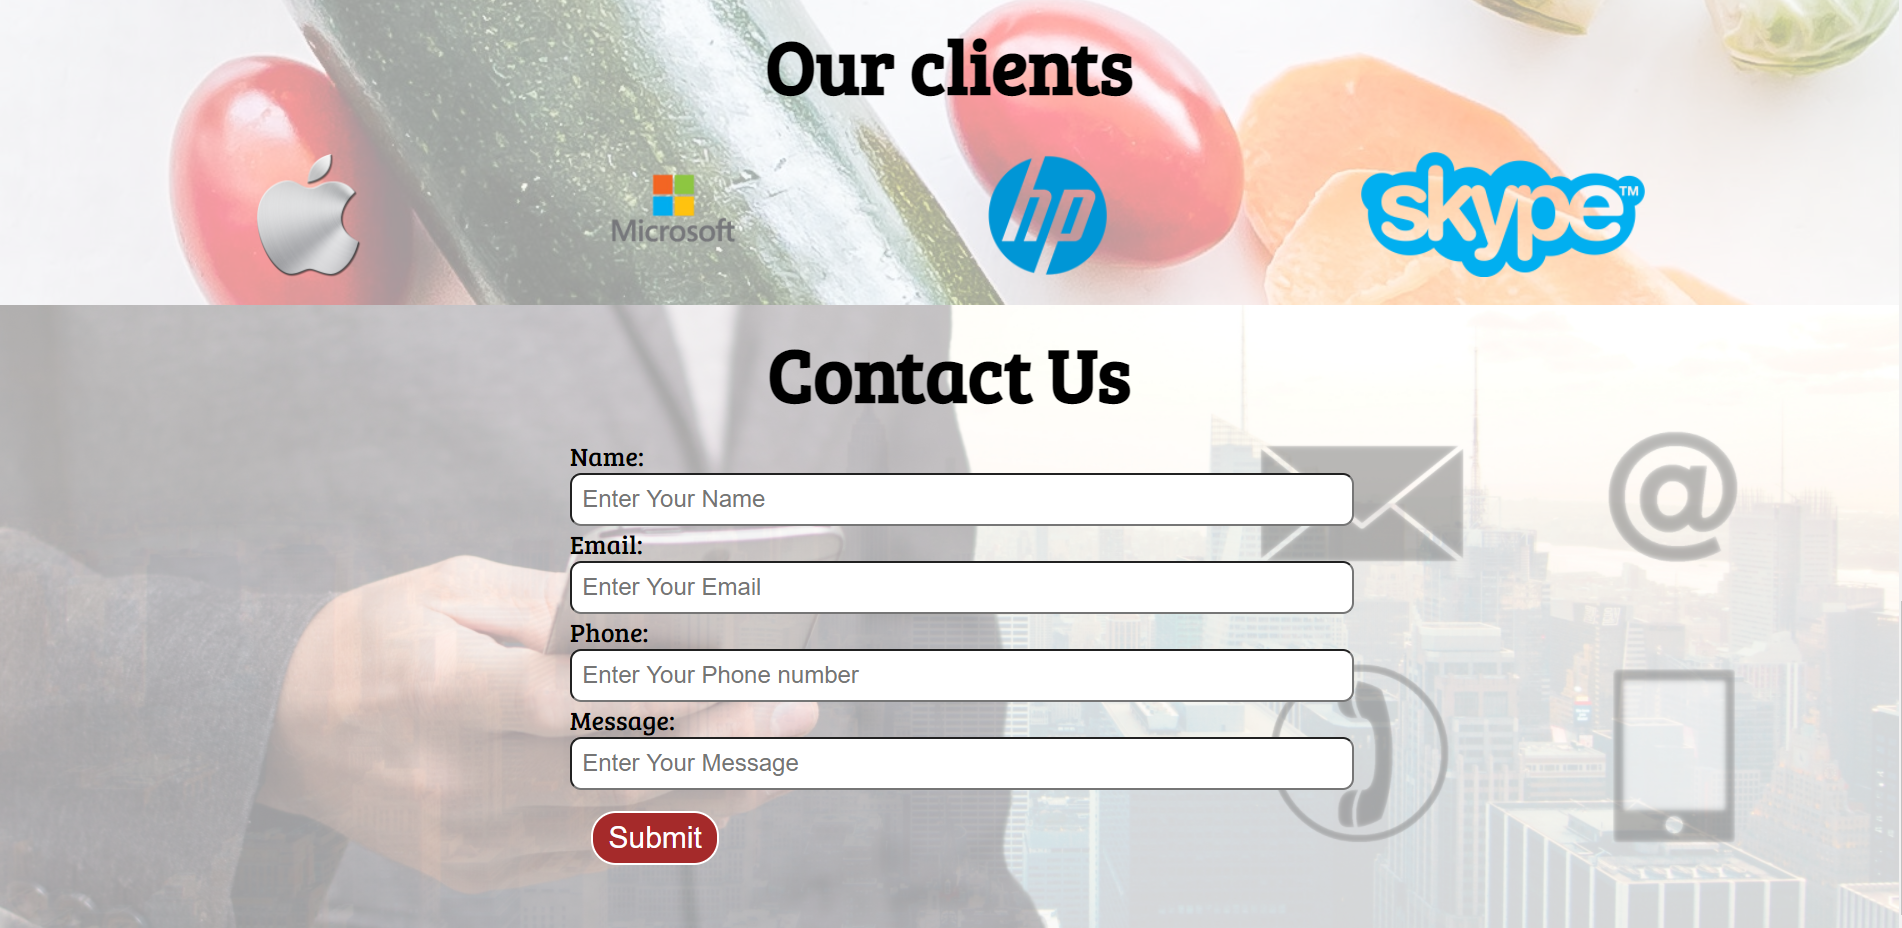 Our clients
Microsoft
hp
skype™
Contact Us
Name:
Enter Your Name
Email:
Enter Your Email
Phone:
Enter Your Phone number
Message:
Enter Your Message
Submit
@